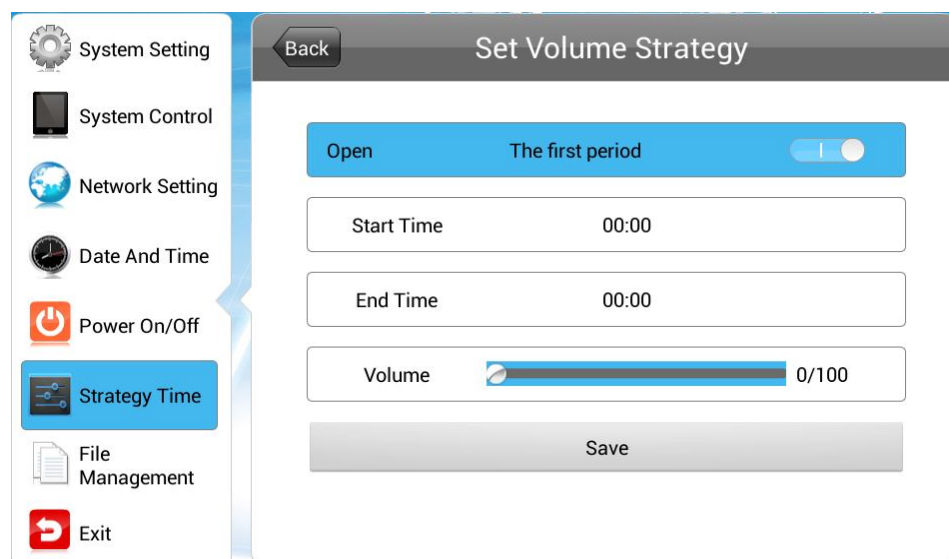 System Setting
System Control
Network Setting
Date And Time
Power On/Off
Strategy Time
File
Management
Exit
Back
Set Volume Strategy
Open The first period
Start Time 00:00
End Time 00:00
Volume 0/100
Save